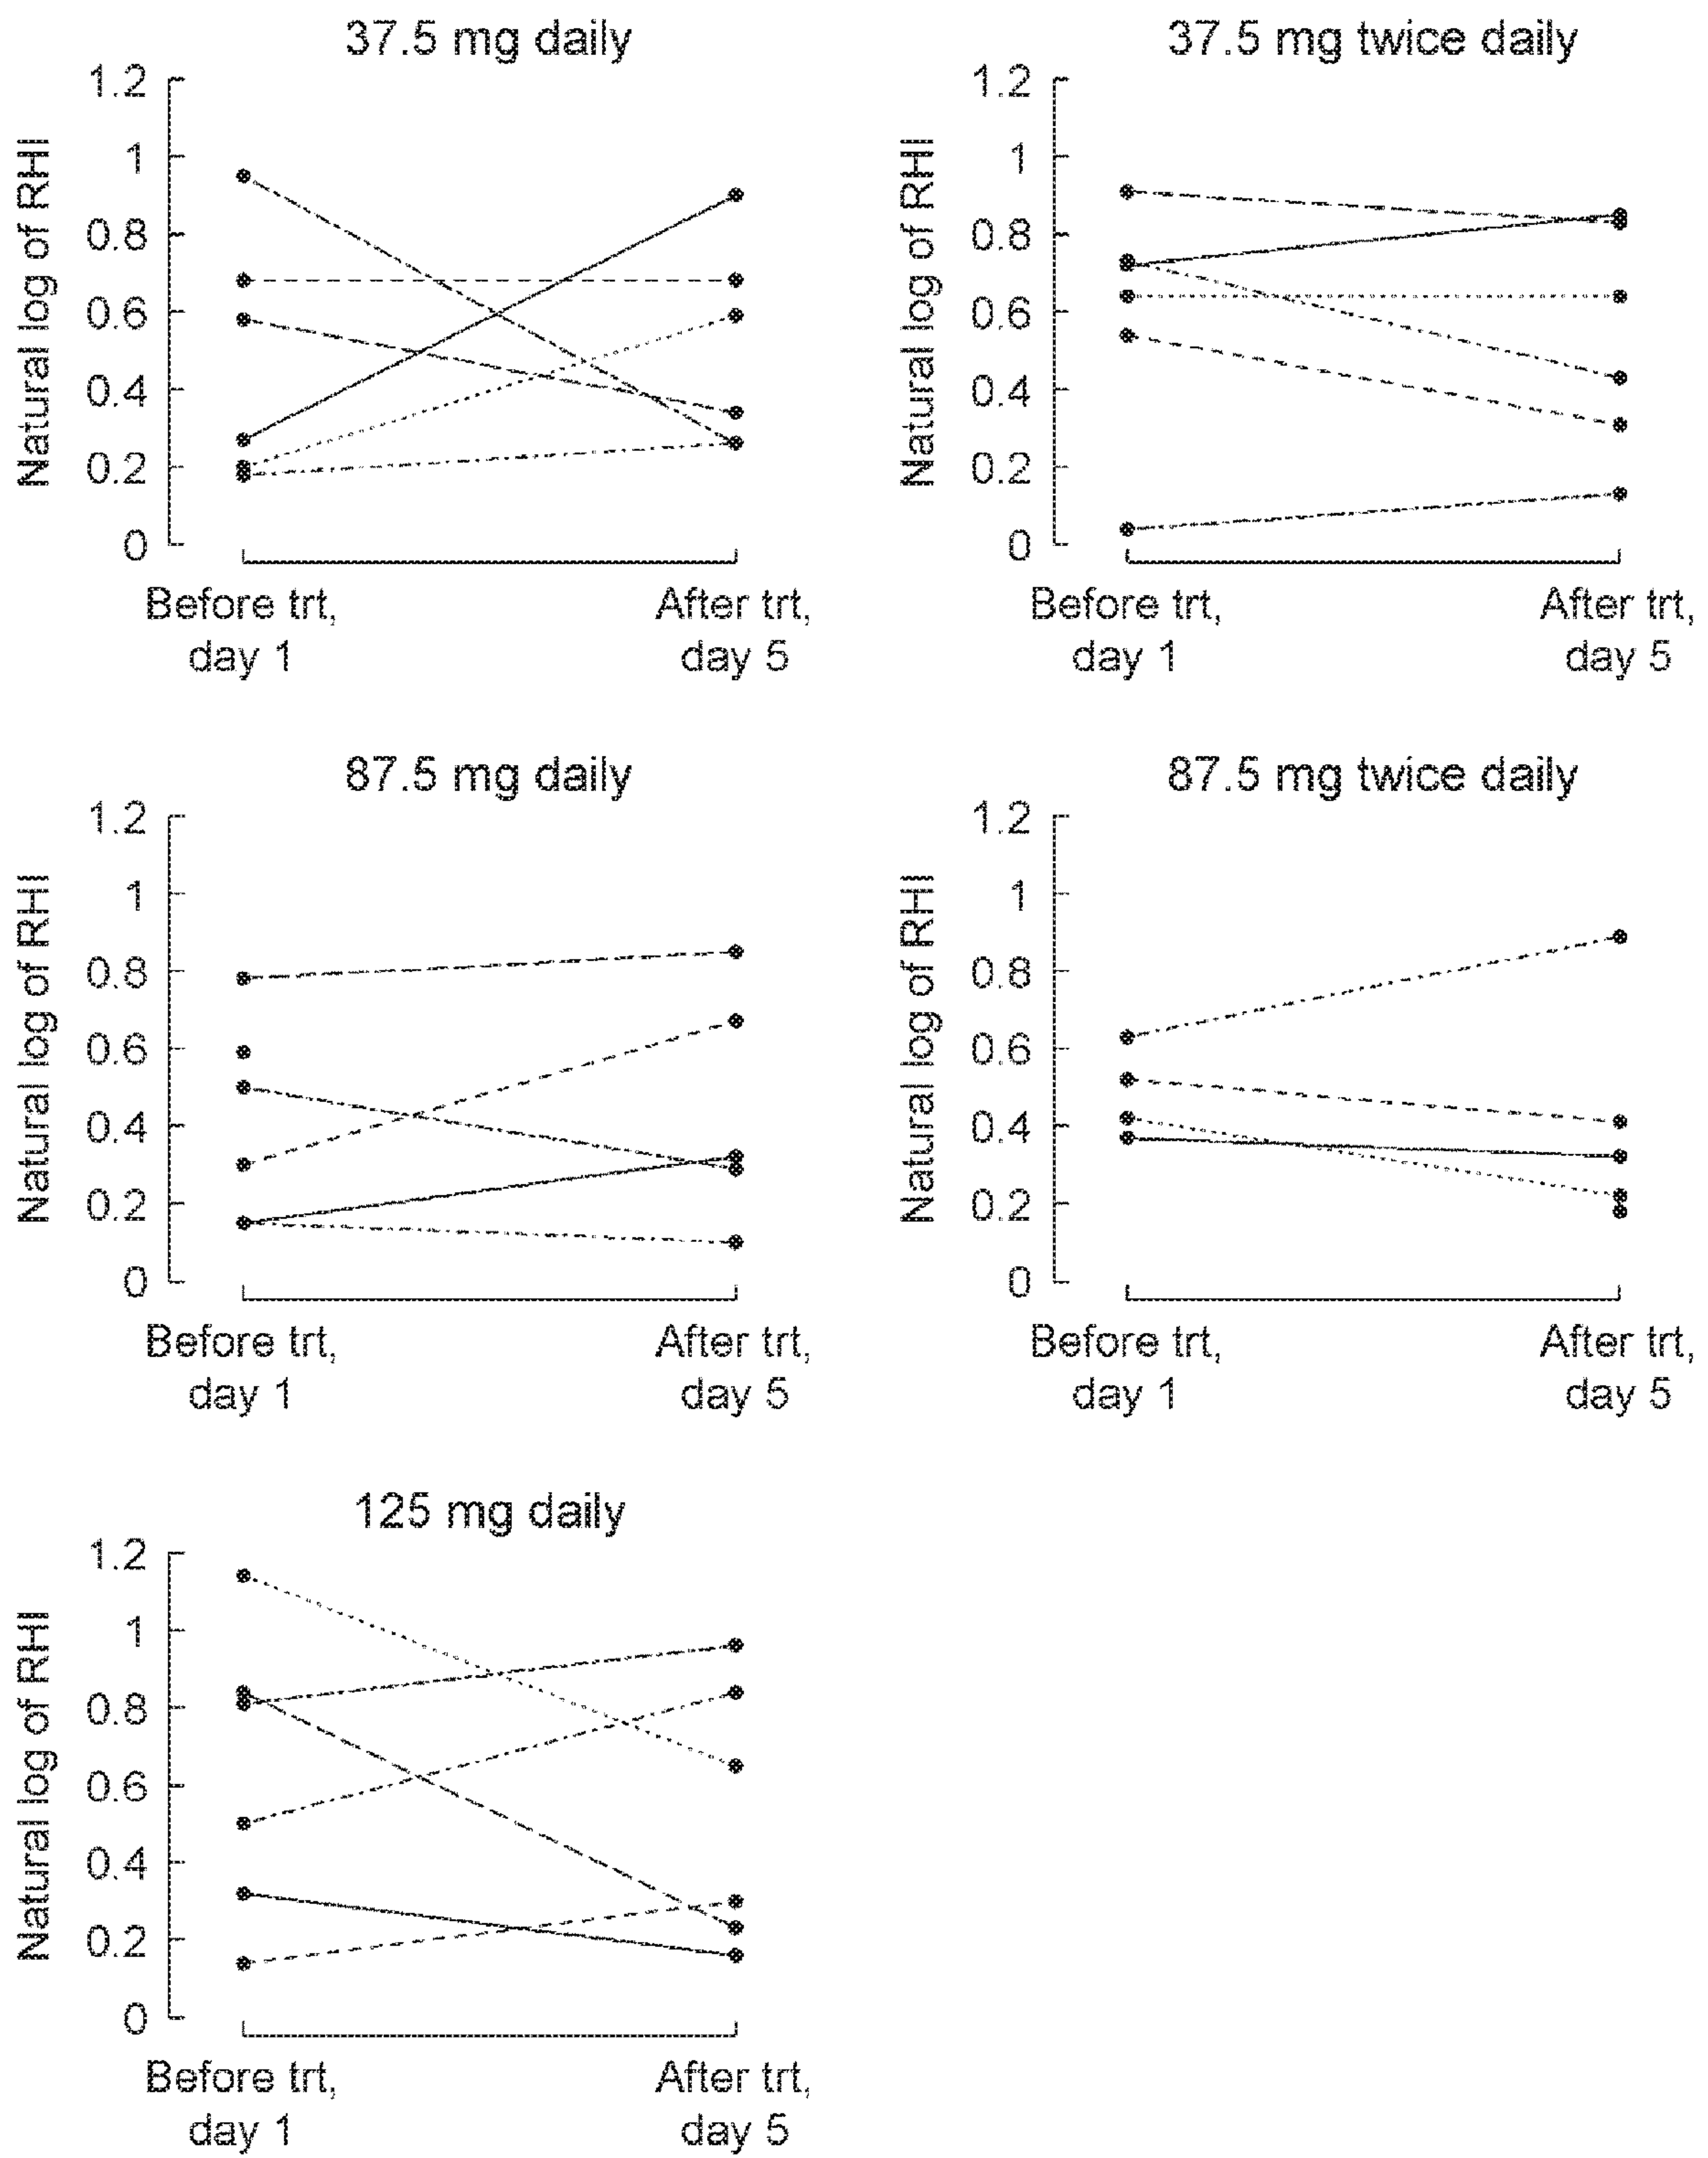 37.5 mg daily
Natural log of RHI
1.2
1
0.8
0.6
0.4
0.2
0
Before trt,
day 1
After trt,
day 5
37.5 mg twice daily
Natural log of RHI
1.2
1
0.8
0.6
0.4
0.2
0
Before trt,
day 1
After trt,
day 5
87.5 mg daily
Natural log of RHI
1.2
1
0.8
0.6
0.4
0.2
0
Before trt,
day 1
After trt,
day 5
87.5 mg twice daily
Natural log of RHI
1.2
1
0.8
0.6
0.4
0.2
0
Before trt,
day 1
After trt,
day 5
125 mg daily
Natural log of RHI
1.2
1
0.8
0.6
0.4
0.2
0
Before trt,
day 1
After trt,
day 5